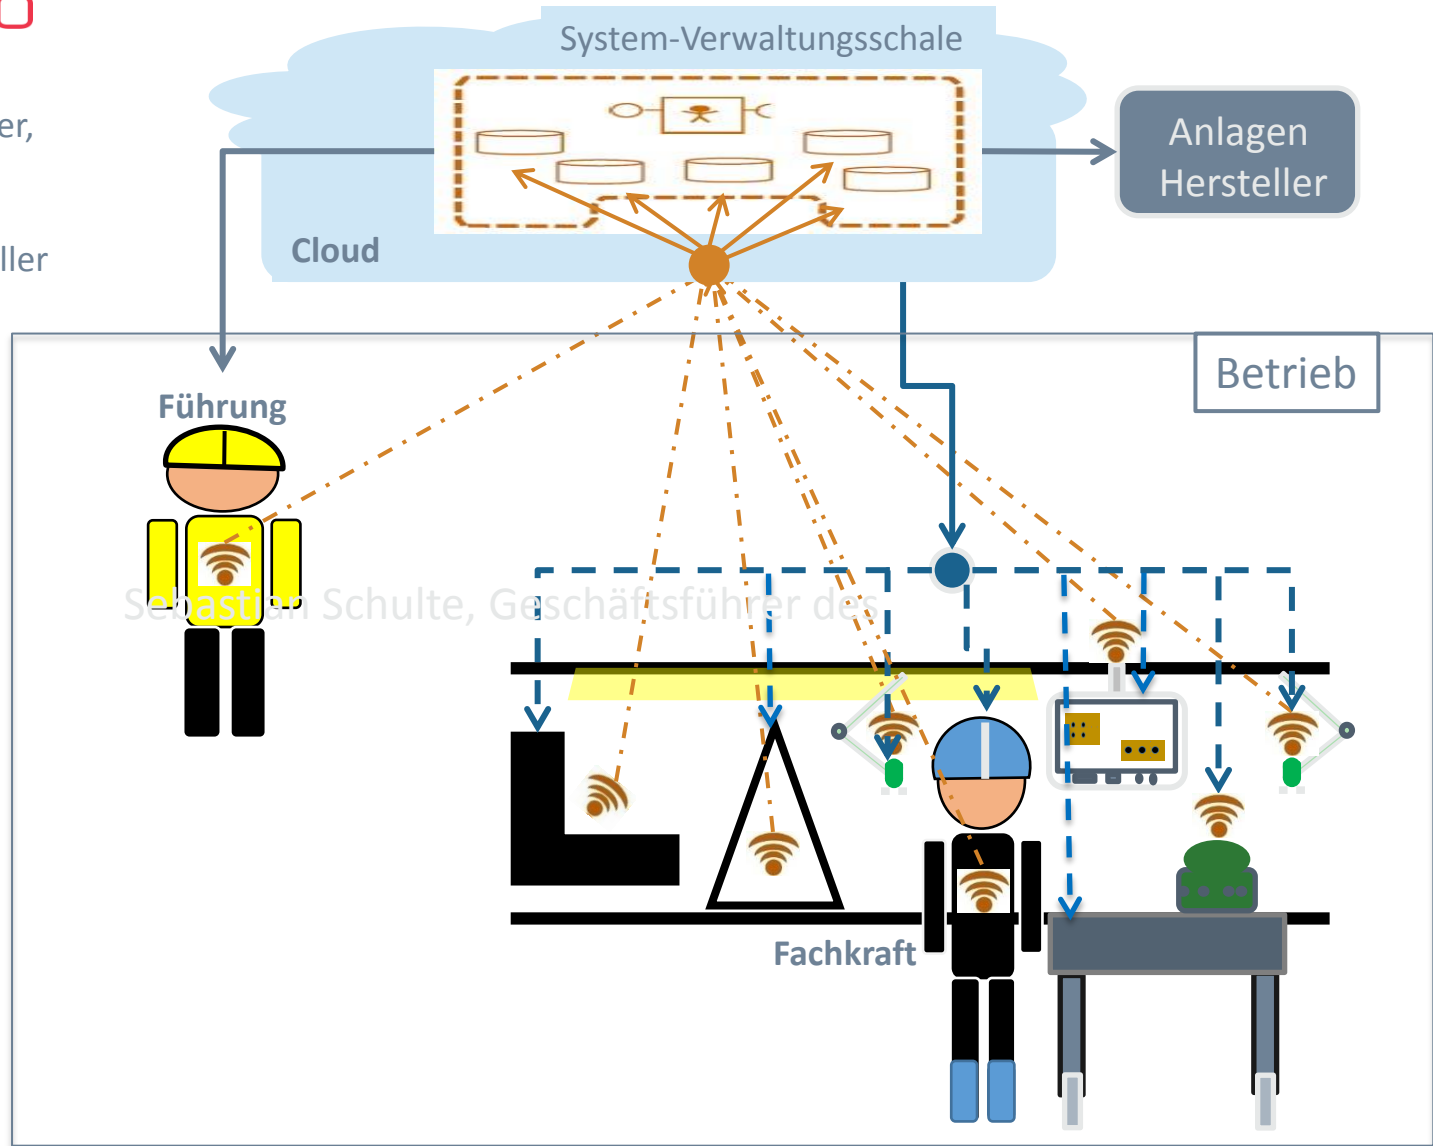 System-Verwaltungsschale
er,
Anlagen
Hersteller
Cloud
ller
Betrieb
Führung
Sebastian Schulte, Geschäftsführer des
Fachkraft